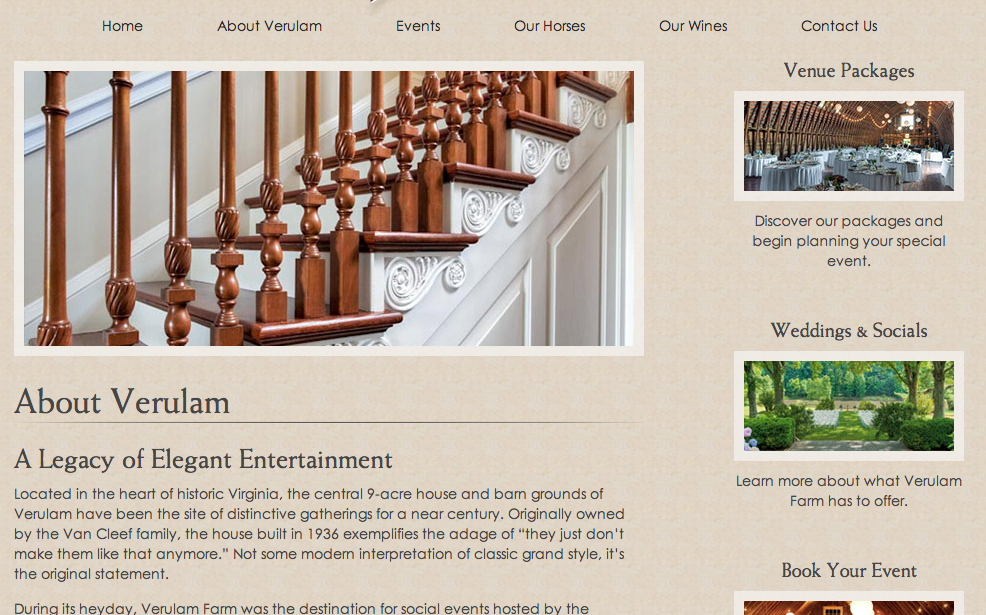 Home About Verulam Events Our Horses Our Wines Contact Us
Venue Packages
Discover our packages and
begin planning your special
event.
Weddings & Socials
Learn more about what Verulam
Farm has to offer.
Book Your Event
About Verulam
A Legacy of Elegant Entertainment
Located in the heart of historic Virginia, the central 9-acre house and barn grounds of
Verulam have been the site of distinctive gatherings for a near century. Originally owned
by the Van Cleef family, the house built in 1936 exemplifies the adage of “they just don’t
make them like that anymore.” Not some modern interpretation of classic grand style, it’s
the original statement.
During its heyday, Verulam Farm was the destination for social events hosted by the